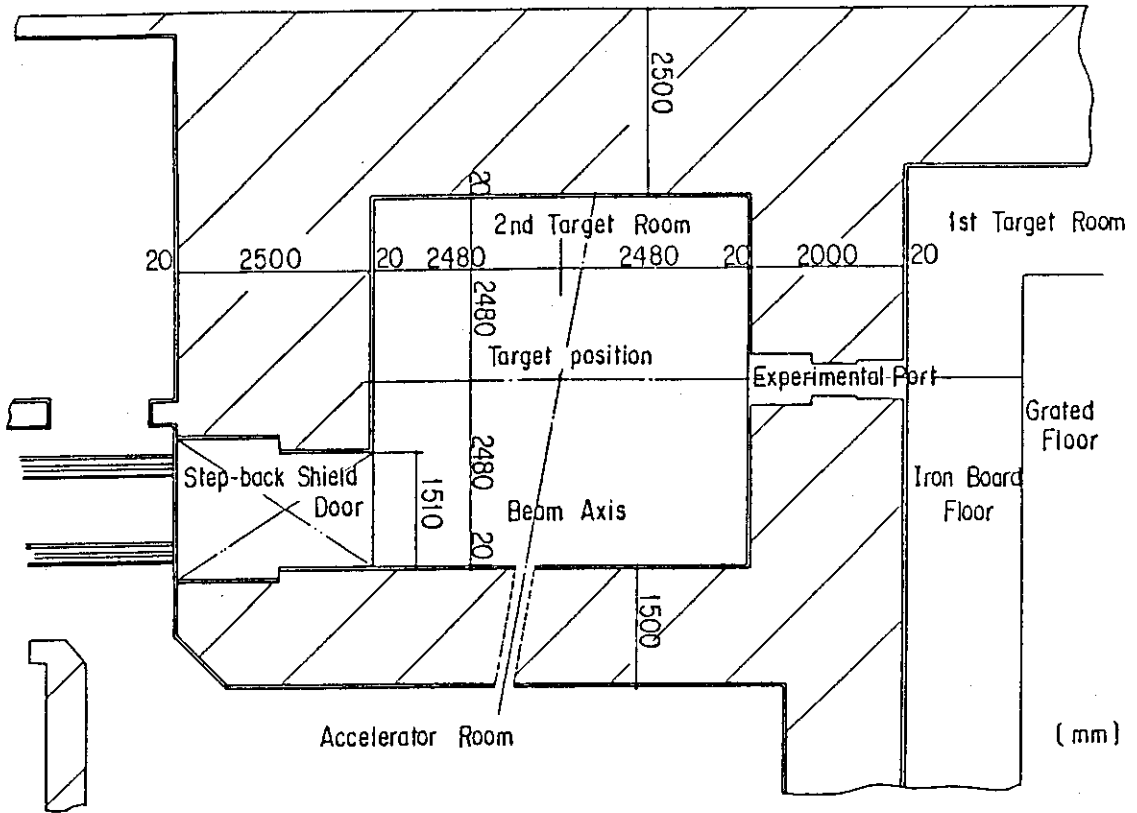 2500
20
2nd Target Room
1st Target Room
20 2500 20 2480 2480 20 2000 20
2480
Target position
Experimental Port
Grated
Floor
2480
Step-back Shield
Door
1510
Iron Board
Floor
Beam Axis
20
1500
Accelerator Room
(mm)